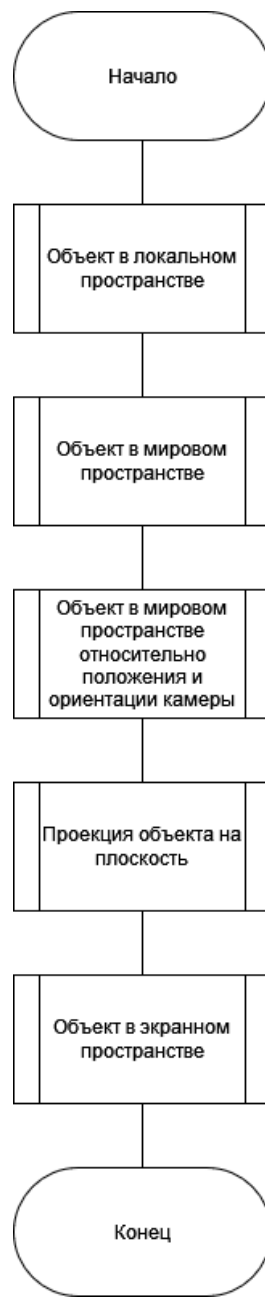 Начало
Объект в локальном
пространстве
Объект в мировом
пространстве
Объект в мировом
пространстве
относительно
положения и
ориентации камеры
Проекция объекта на
плоскость
Объект в экранном
пространстве
Конец